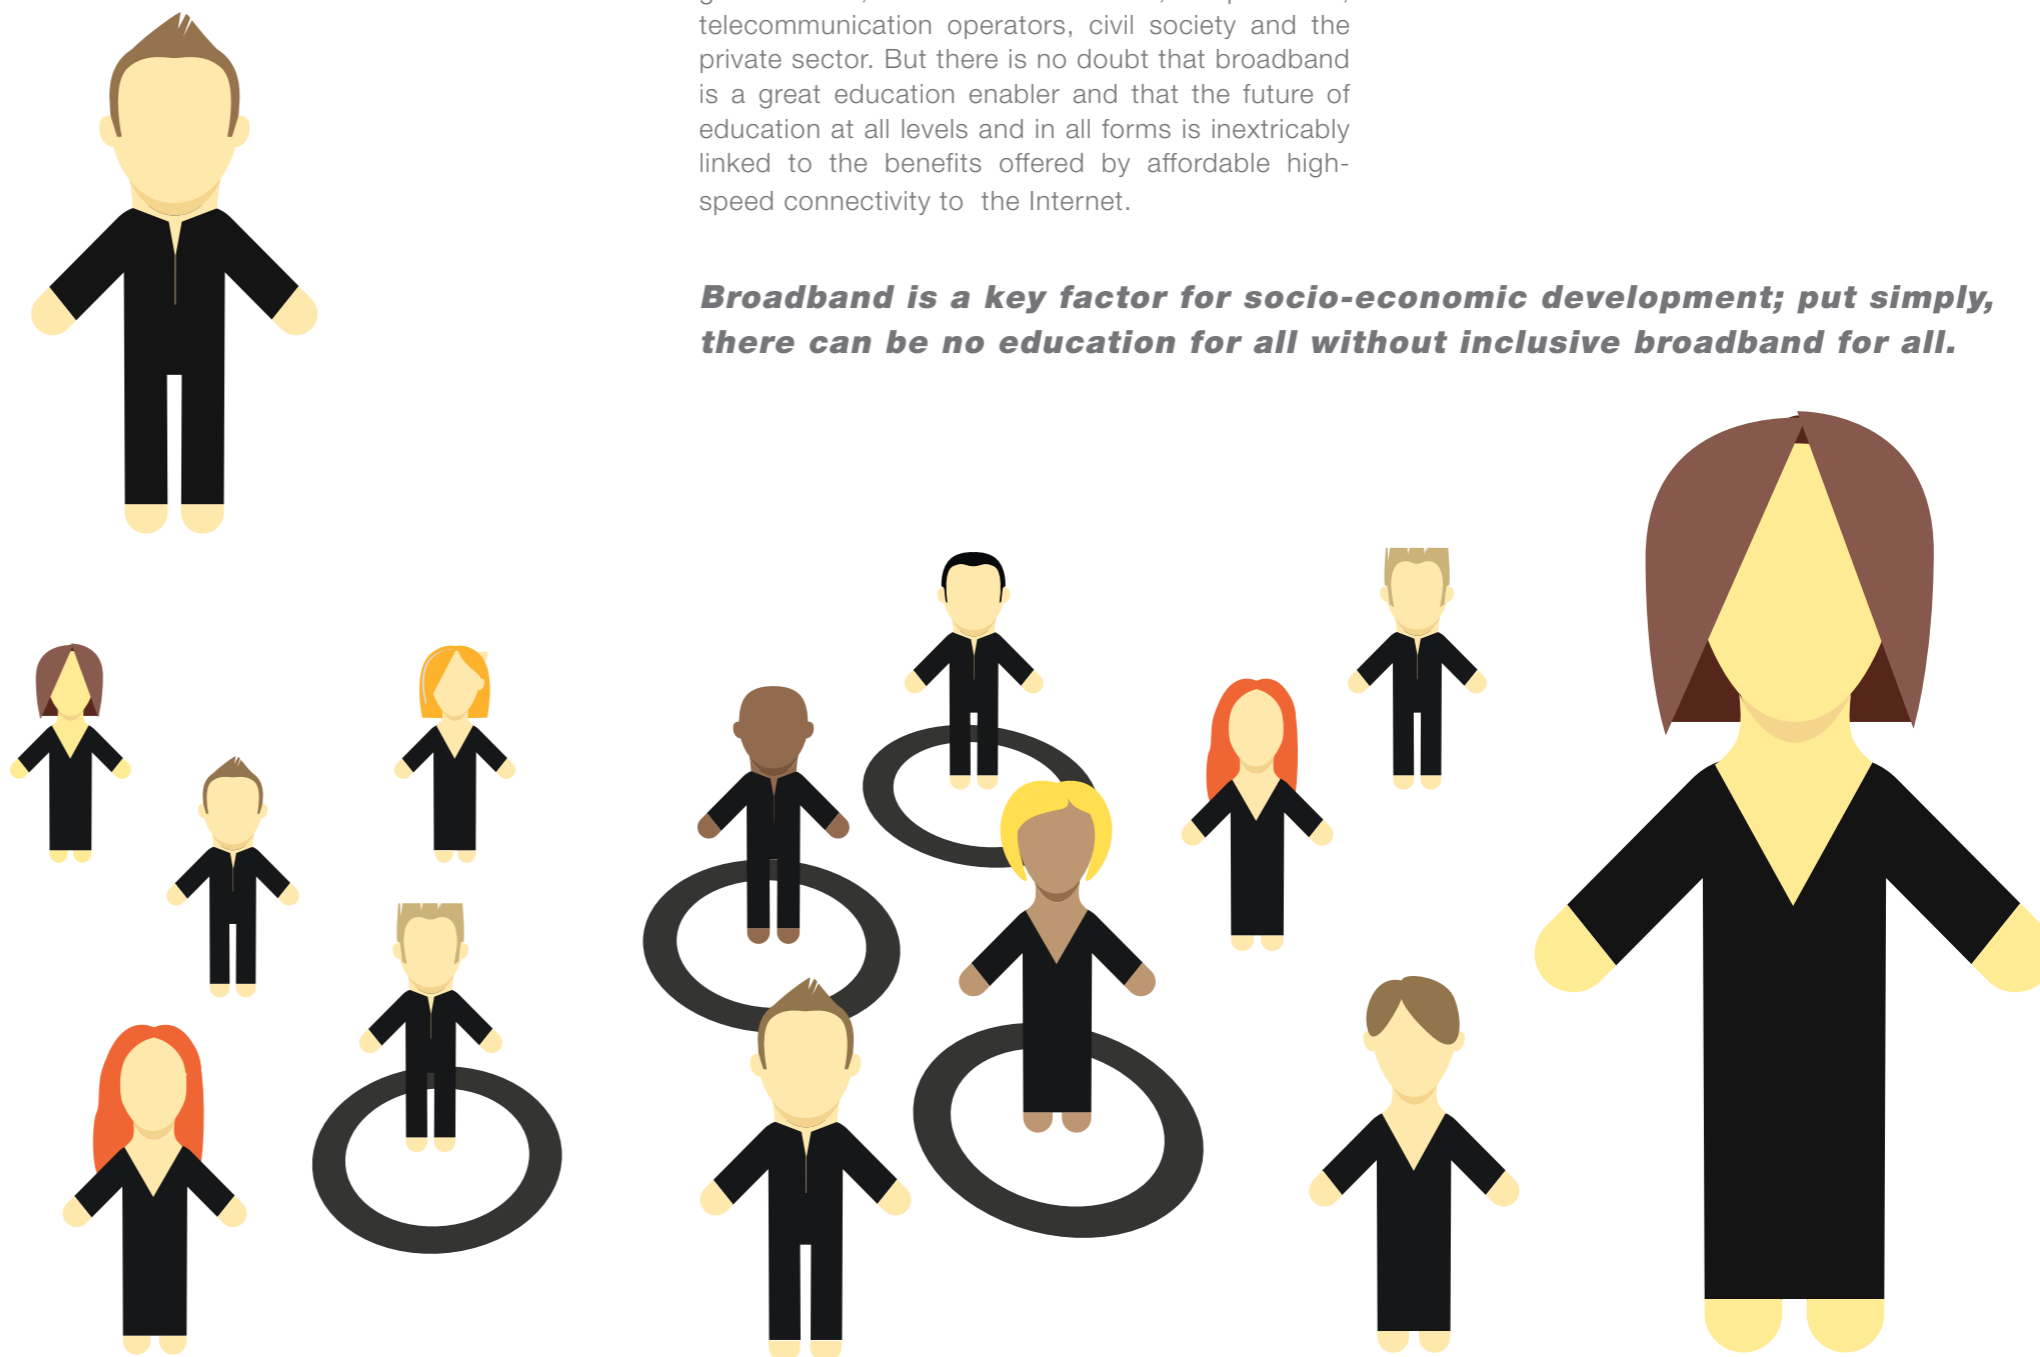 telecommunication operators, civil society and the
private sector. But there is no doubt that broadband
is a great education enabler and that the future of
education at all levels and in all forms is inextricably
linked to the benefits offered by affordable high-
speed connectivity to the Internet.
Broadband is a key factor for socio-economic development; put simply,
there can be no education for all without inclusive broadband for all.